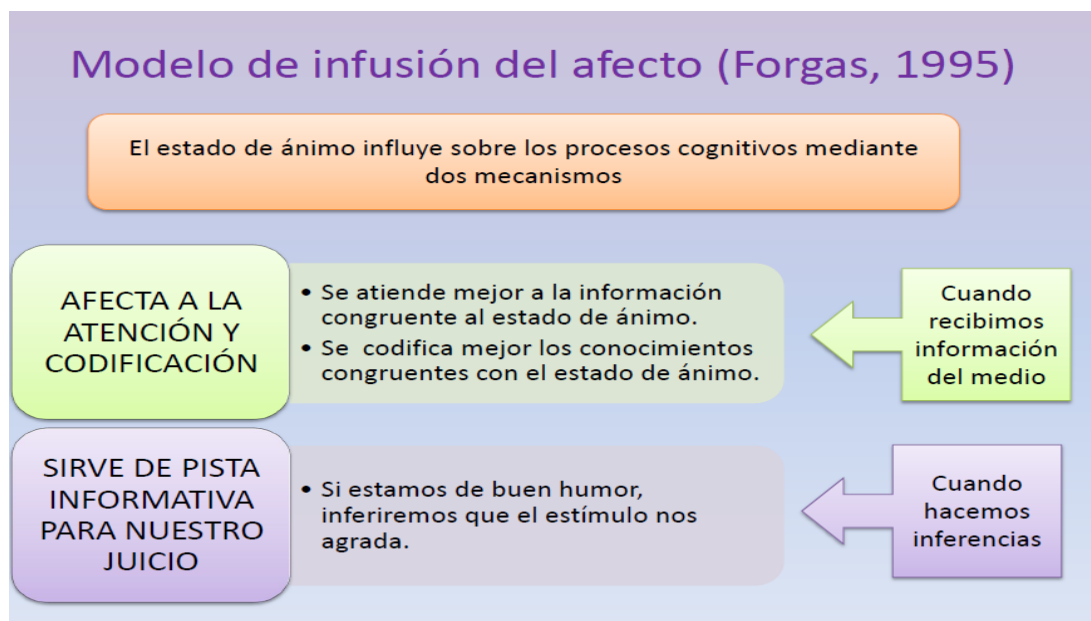 Modelo de infusión del afecto (Forgas, 1995)
El estado de ánimo influye sobre los procesos cognitivos mediante
dos mecanismos
AFECTA A LA
ATENCIÓN Y
CODIFICACIÓN
• Se atiende mejor a la información
congruente al estado de ánimo.
• Se codifica mejor los conocimientos
congruentes con el estado de ánimo.
Cuando
recibimos
información
del medio
SIRVE DE PISTA
INFORMATIVA
PARA NUESTRO
JUICIO
• Si estamos de buen humor,
inferiremos que el estímulo nos
agrada.
Cuando
hacemos
inferencias